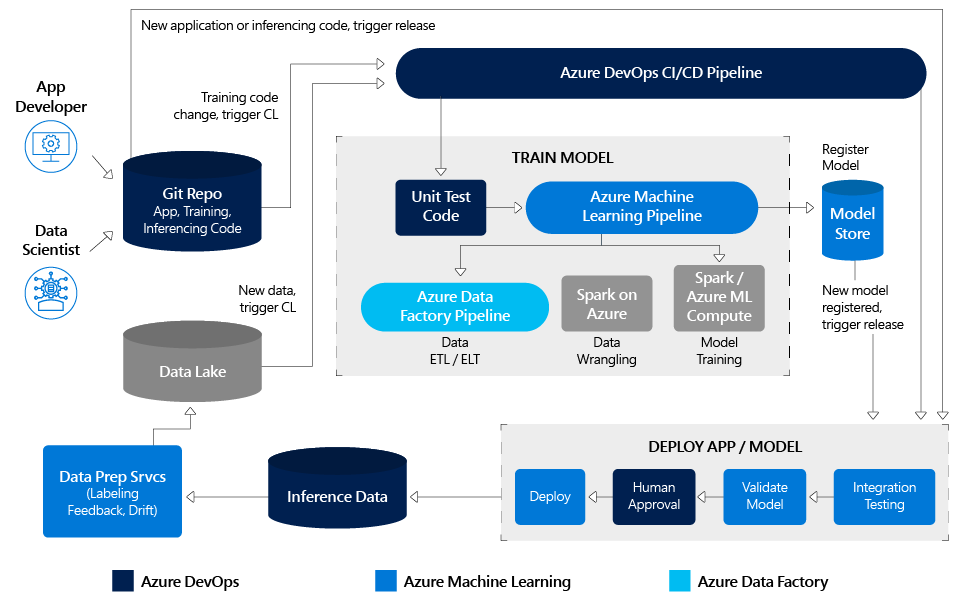 New application or inferencing code, trigger release
Azure DevOps CI/CD Pipeline
App
Developer
Training code
change, trigger CL
Git Repo
App, Training,
Inferencing Code
Data
Scientist
New data,
trigger CL
Data Lake
TRAIN MODEL
Unit Test
Code
Azure Machine
Learning Pipeline
Azure Data
Factory Pipeline
Data
ETL / ELT
Spark on
Azure
Data
Wrangling
Spark /
Azure ML
Compute
Model
Training
Register
Model
Model
Store
New model
registered,
trigger release
DEPLOY APP / MODEL
Deploy
Human
Approval
Validate
Model
Integration
Testing
Inference Data
Data Prep Srvcs
(Labeling
Feedback, Drift)
Azure DevOps
Azure Machine Learning
Azure Data Factory